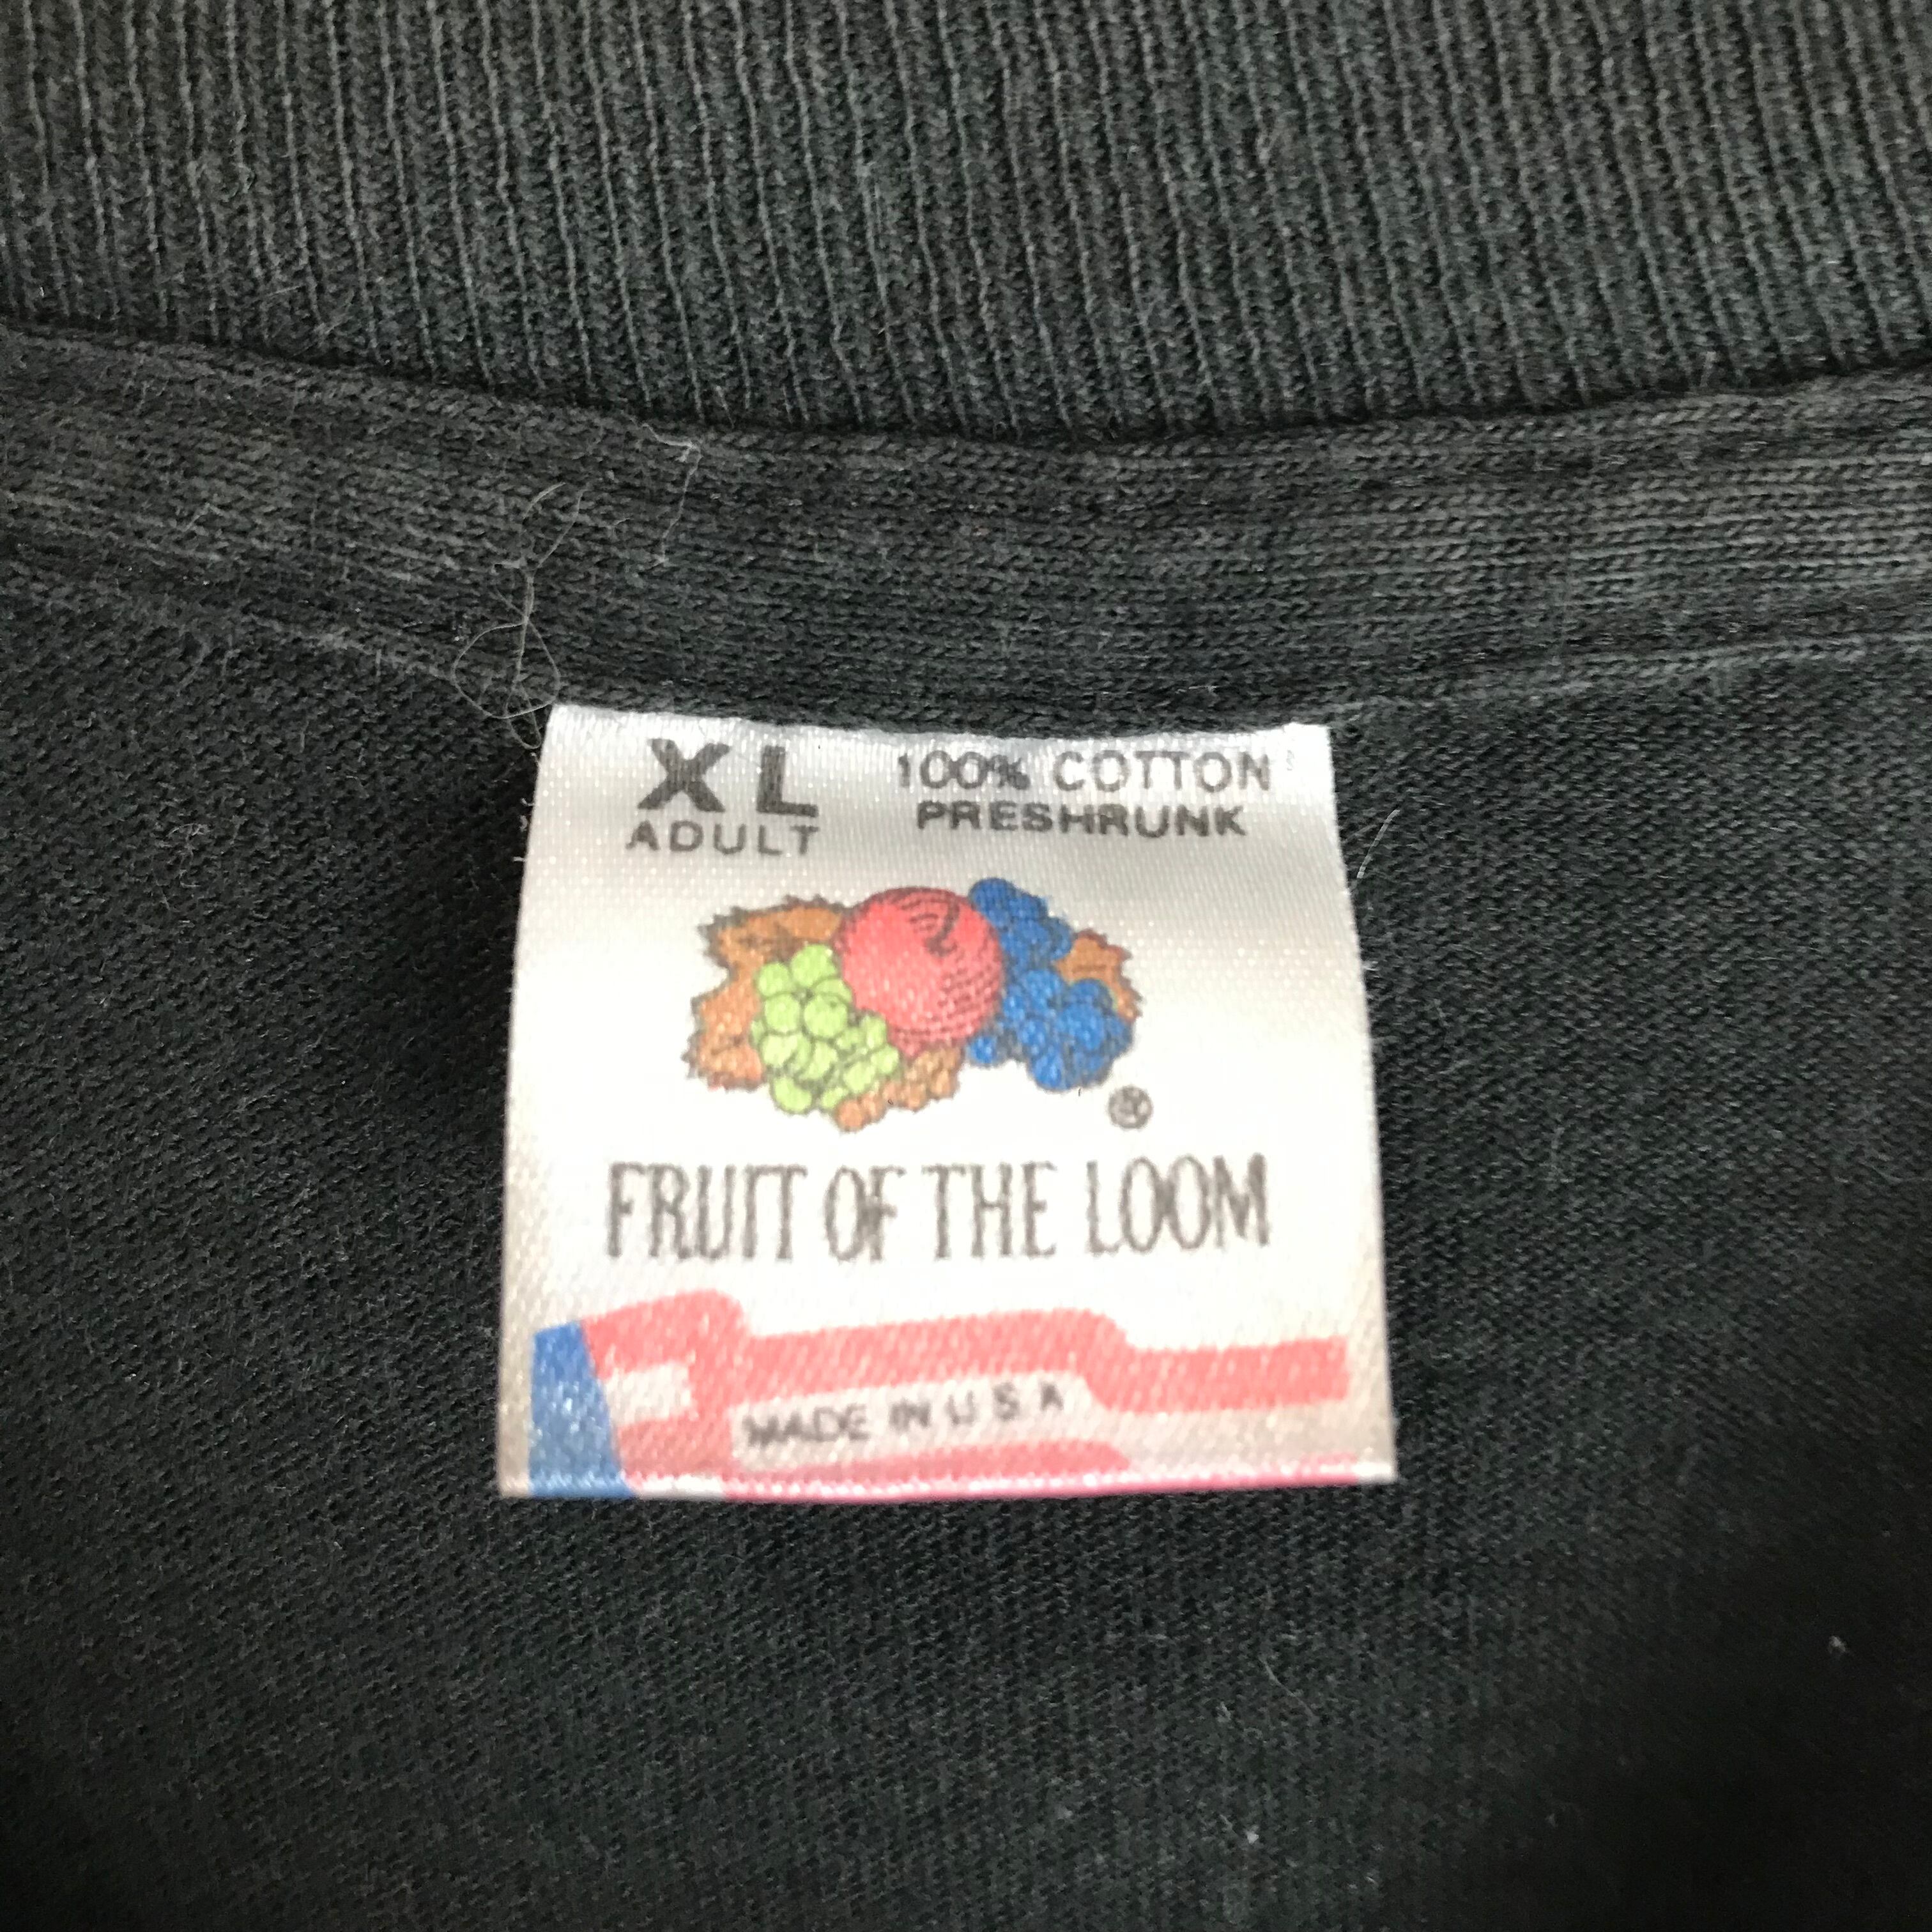 XL
ADULT
100% COTTON
PRESHRUNK
®
FRUIT OF THE LOOM
MADE IN U S A